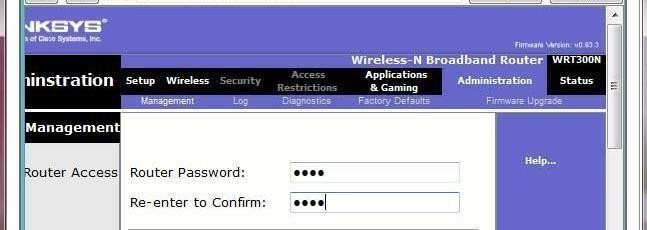 NKSYS®
n of Cisco Systems, Inc.
Firmware Version: v0.93.3
Wireless-N Broadband Router WRT300N
ninstration Setup Wireless Security Access Restrictions Applications & Gaming Administration Status
Management Log Diagnostics Factory Defaults Firmware Upgrade
Management
Help...
Router Access Router Password: ••••
Re-enter to Confirm: ••••